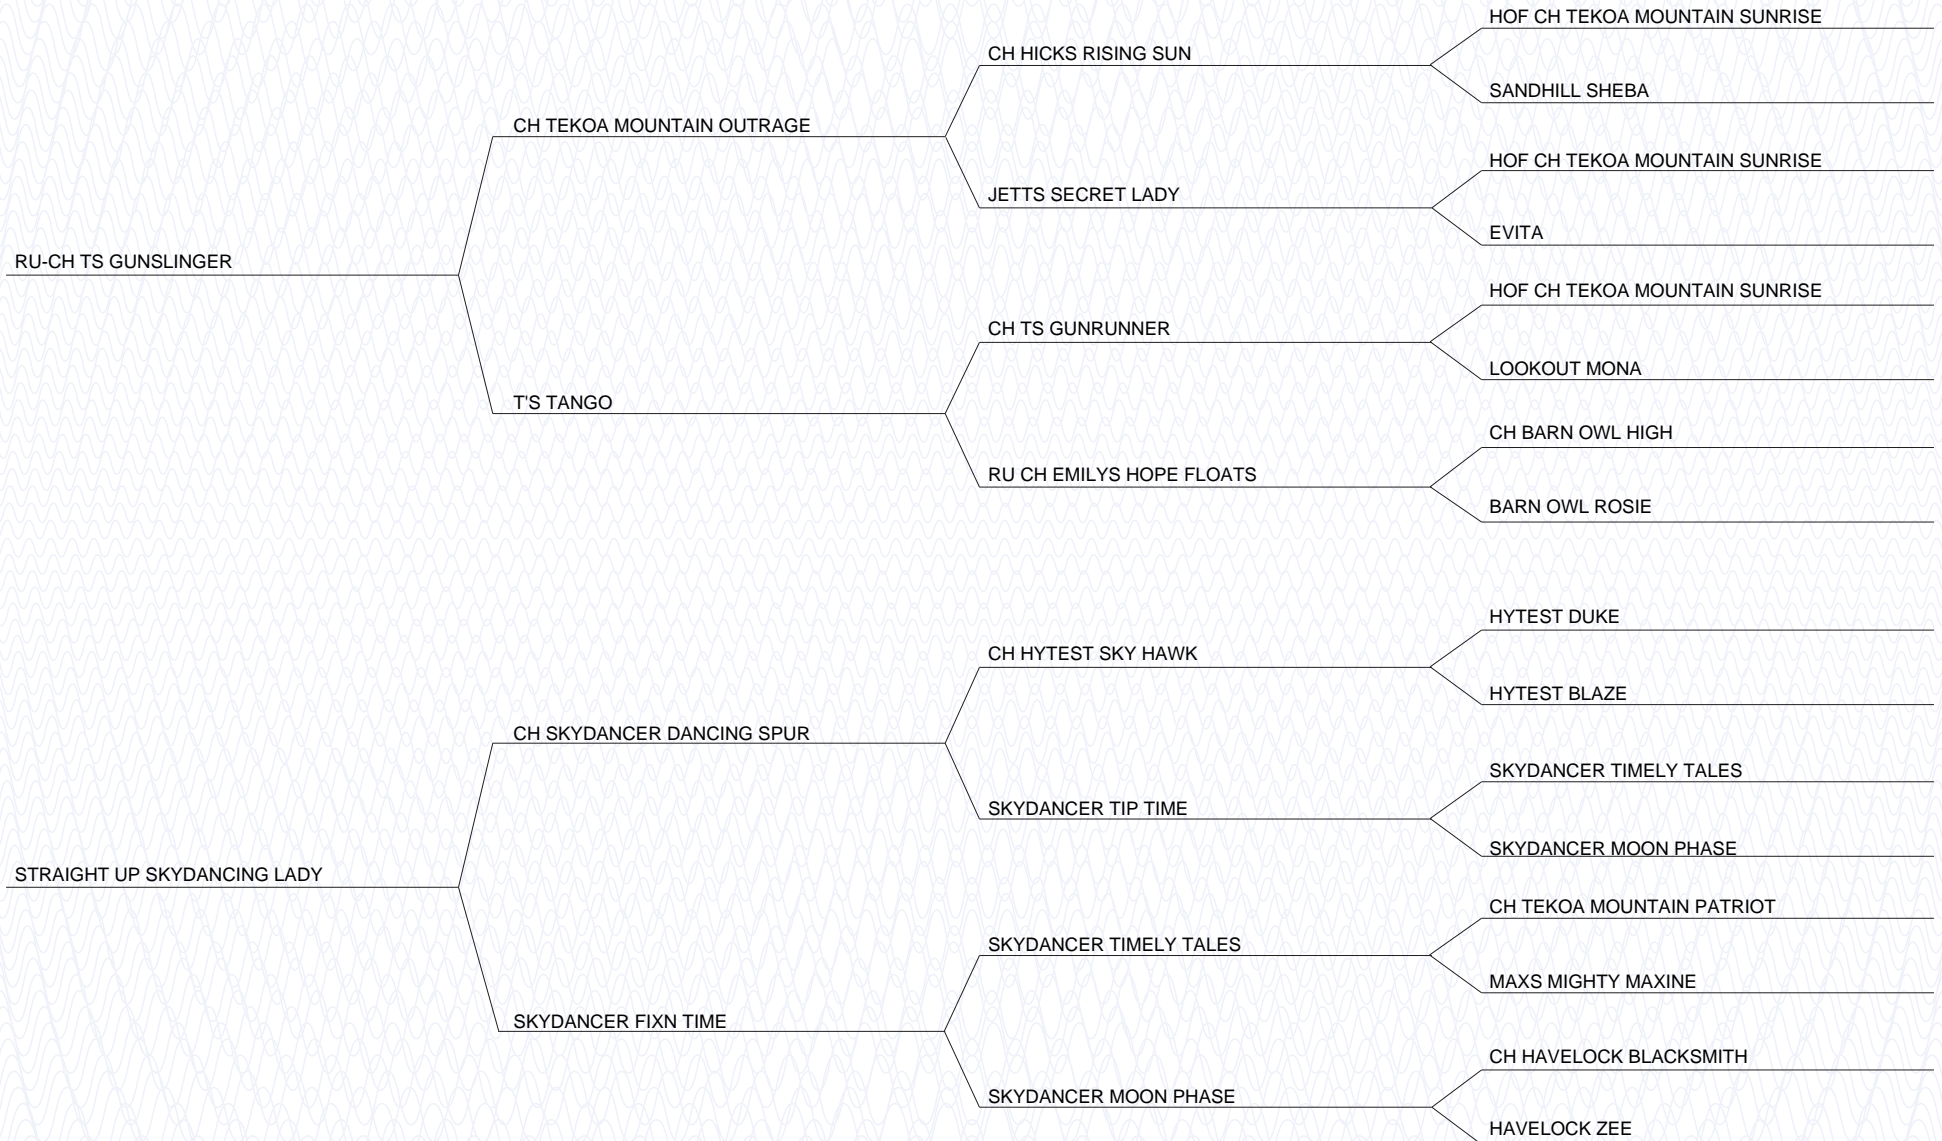 HOF CH TEKOA MOUNTAIN SUNRISE
CH HICKS RISING SUN
SANDHILL SHEBA
CH TEKOA MOUNTAIN OUTRAGE
HOF CH TEKOA MOUNTAIN SUNRISE
JETTS SECRET LADY
EVITA
RU-CH TS GUNSLINGER
HOF CH TEKOA MOUNTAIN SUNRISE
CH TS GUNRUNNER
LOOKOUT MONA
T'S TANGO
CH BARN OWL HIGH
RU CH EMILYS HOPE FLOATS
BARN OWL ROSIE
HYTEST DUKE
CH HYTEST SKY HAWK
HYTEST BLAZE
CH SKYDANCER DANCING SPUR
SKYDANCER TIMELY TALES
SKYDANCER TIP TIME
SKYDANCER MOON PHASE
STRAIGHT UP SKYDANCING LADY
CH TEKOA MOUNTAIN PATRIOT
SKYDANCER TIMELY TALES
MAXS MIGHTY MAXINE
SKYDANCER FIXN TIME
CH HAVELOCK BLACKSMITH
SKYDANCER MOON PHASE
HAVELOCK ZEE